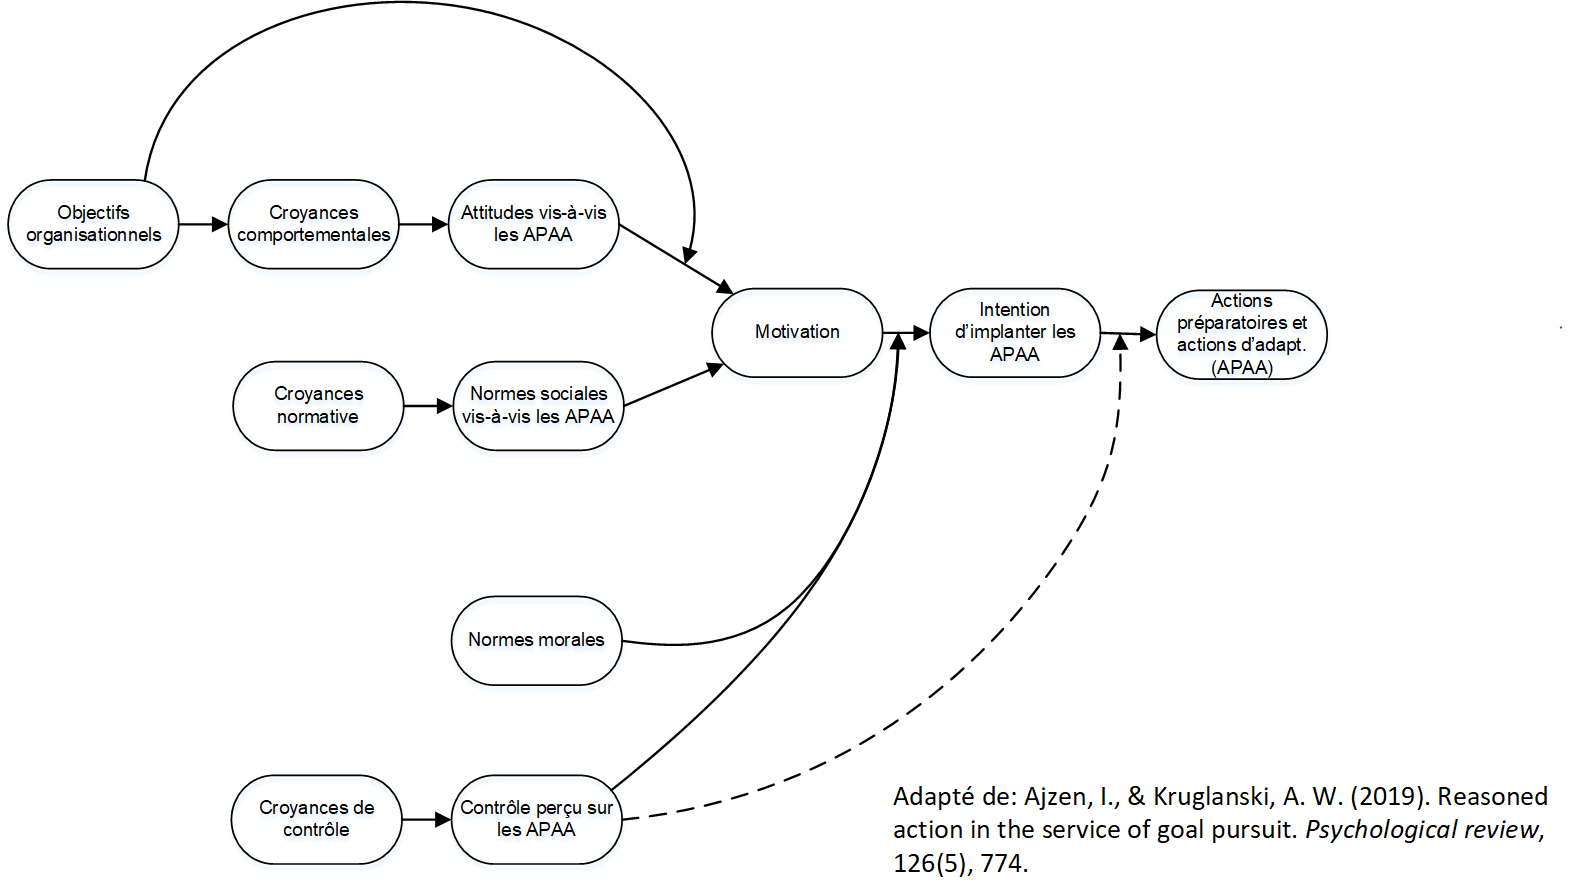 Objectifs
organisationnels
Croyances
comportementales
Attitudes vis-à-vis
les APAA
Motivation
Intention
d’implanter les
APAA
Actions
préparatoires et
actions d’adapt.
(APAA)
Croyances
normative
Normes sociales
vis-à-vis les APAA
Normes morales
Croyances de
contrôle
Contrôle perçu sur
les APAA
Adapté de: Ajzen, I., & Kruglanski, A. W. (2019). Reasoned
action in the service of goal pursuit. Psychological review,
126(5), 774.